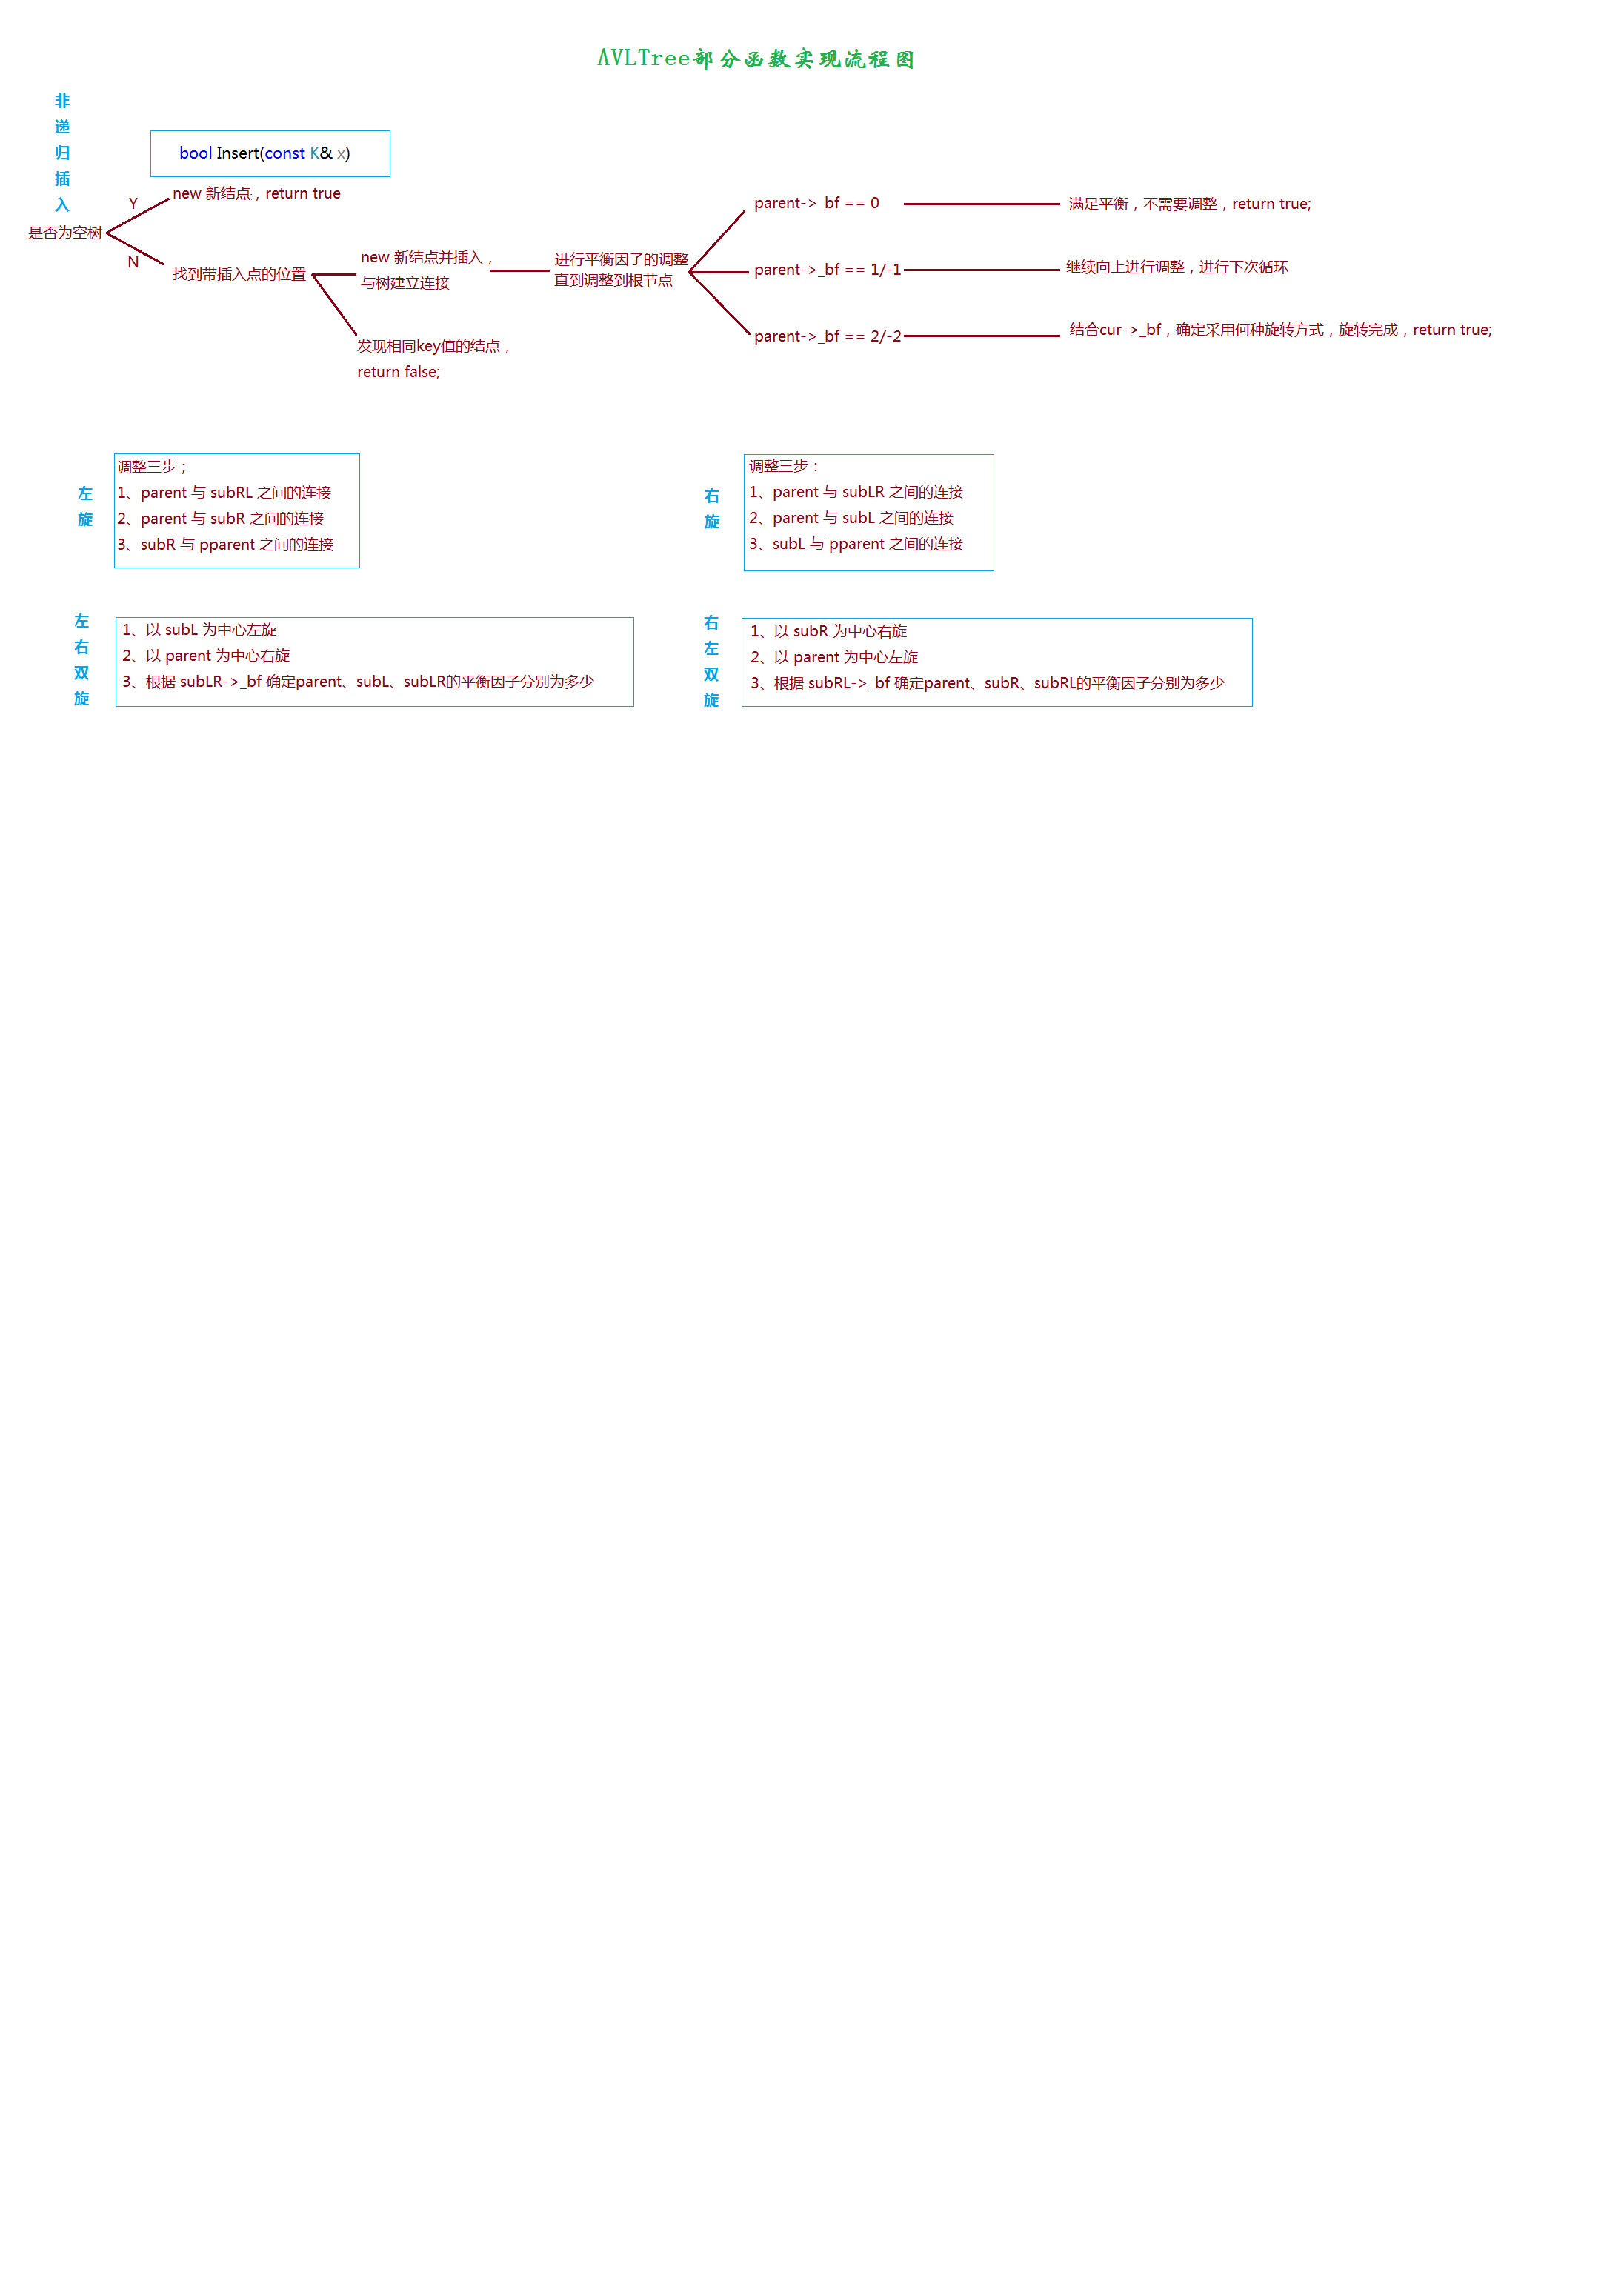 AVLTree部分函数实现流程图
非
递
归
插
入
bool Insert(const K& x)
是否为空树
Y
new 新结点，return true
N
找到带插入点的位置
new 新结点并插入，
与树建立连接
发现相同key值的结点，
return false;
进行平衡因子的调整
直到调整到根节点
parent->_bf == 0
满足平衡，不需要调整，return true;
parent->_bf == 1/-1
继续向上进行调整，进行下次循环
parent->_bf == 2/-2
结合cur->_bf，确定采用何种旋转方式，旋转完成，return true;
左
旋
调整三步；
1、parent 与 subRL 之间的连接
2、parent 与 subR 之间的连接
3、subR 与 pparent 之间的连接
右
旋
调整三步：
1、parent 与 subLR 之间的连接
2、parent 与 subL 之间的连接
3、subL 与 pparent 之间的连接
左
右
双
旋
1、以 subL 为中心左旋
2、以 parent 为中心右旋
3、根据 subLR->_bf 确定parent、subL、subLR的平衡因子分别为多少
右
左
双
旋
1、以 subR 为中心右旋
2、以 parent 为中心左旋
3、根据 subRL->_bf 确定parent、subR、subRL的平衡因子分别为多少